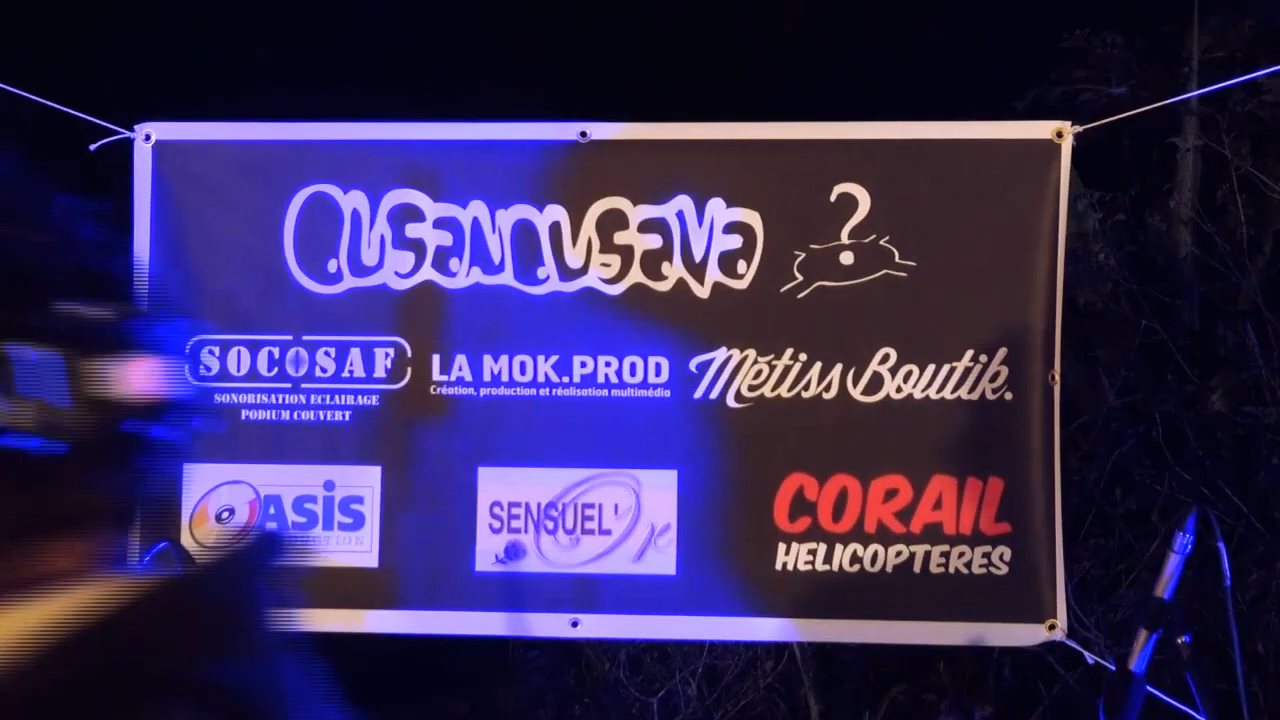 Ousanousava ?
SOCOSAF
SONORISATION ECLAIRAGE
PODIUM COUVERT
LA MOK.PROD
Création, production et réalisation multimédia
Métiss Boutik.
OASIS
SENSUEL'Or
CORAIL
HELICOPTERES